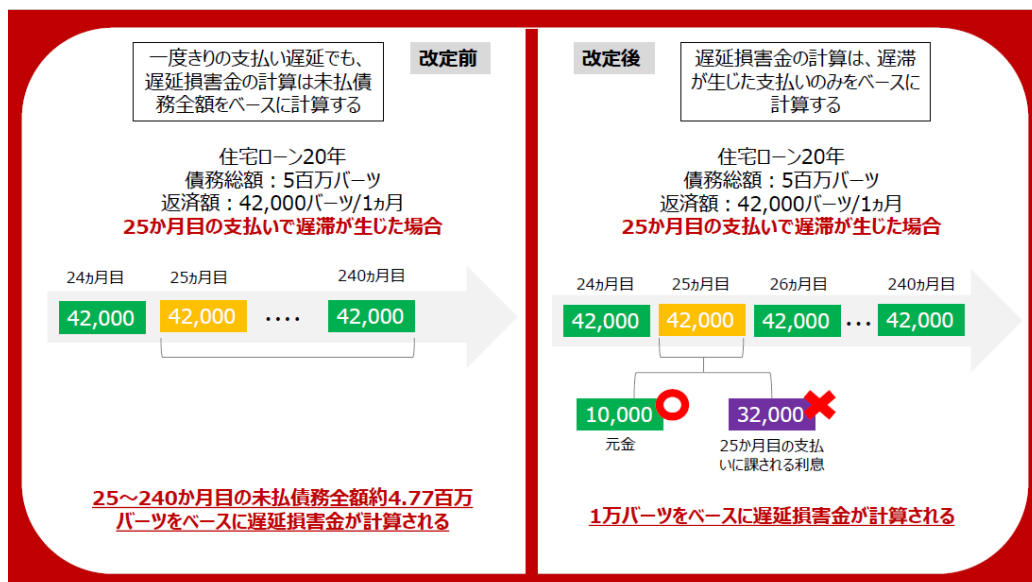 一度きりの支払い遅延でも、
遅延損害金の計算は未払債
務全額をベースに計算する
改定前
住宅ローン20年
債務総額：5百万バーツ
返済額：42,000バーツ/1ヵ月
25か月目の支払いで遅滞が生じた場合
24ヵ月目 25ヵ月目 240ヵ月目
42,000 42,000 ‥‥ 42,000
25～240か月目の未払債務全額約4.77百万
バーツをベースに遅延損害金が計算される
改定後
遅延損害金の計算は、遅滞
が生じた支払いのみをベースに
計算する
住宅ローン20年
債務総額：5百万バーツ
返済額：42,000バーツ/1ヵ月
25か月目の支払いで遅滞が生じた場合
24ヵ月目 25ヵ月目 26ヵ月目 240ヵ月目
42,000 42,000 42,000 … 42,000
10,000 32,000
元金
25か月目の支払
いに課される利息
1万バーツをベースに遅延損害金が計算される